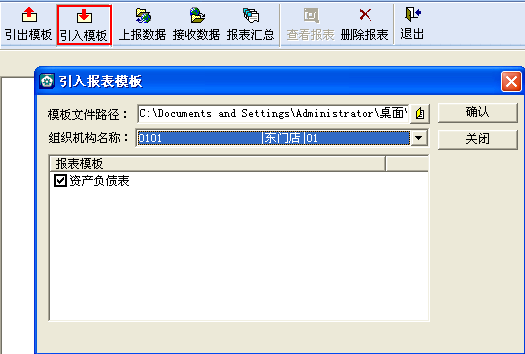 引出模板 引入模板 上报数据 接收数据 报表汇总 查看报表 删除报表 退出
引入报表模板
模板文件路径： C:\Documents and Settings\Administrator\桌面\ 确认
组织机构名称： 0101 |东门店|01 关闭
报表模板
资产负债表